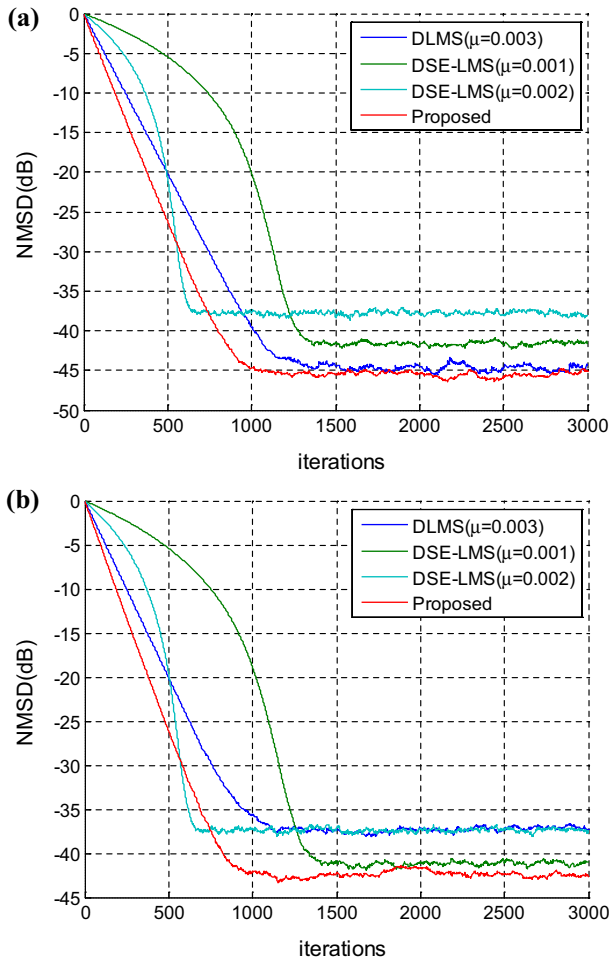 (a)
0
-5
-10
-15
-20
-25
-30
-35
-40
-45
-50
NMSD(dB)
DLMS(μ=0.003)
DSE-LMS(μ=0.001)
DSE-LMS(μ=0.002)
Proposed
0 500 1000 1500 2000 2500 3000
iterations
(b)
0
-5
-10
-15
-20
-25
-30
-35
-40
-45
NMSD(dB)
DLMS(μ=0.003)
DSE-LMS(μ=0.001)
DSE-LMS(μ=0.002)
Proposed
0 500 1000 1500 2000 2500 3000
iterations